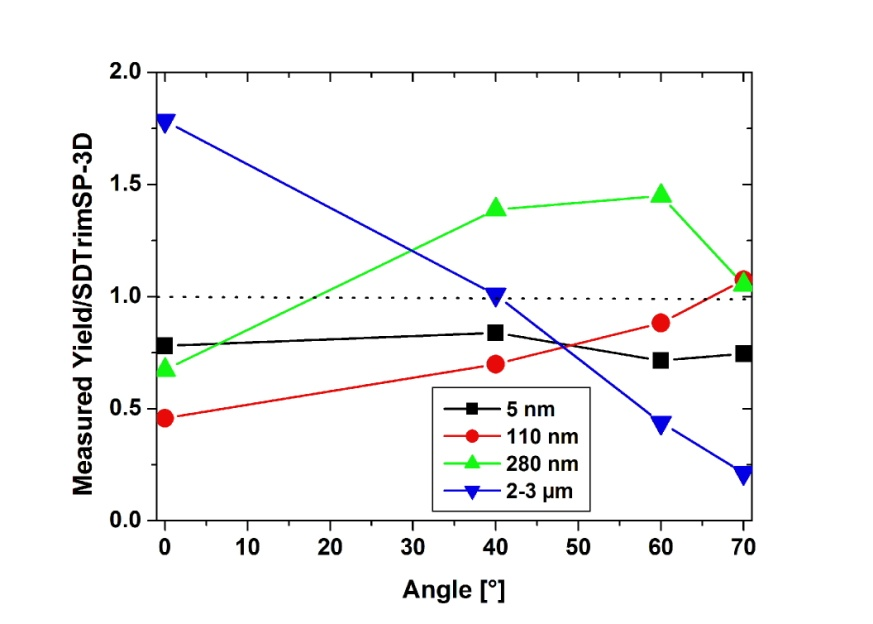 2.0
1.5
1.0
0.5
0.0
Measured Yield/SDTrimSP-3D
5 nm
110 nm
280 nm
2-3 µm
0 10 20 30 40 50 60 70
Angle [°]